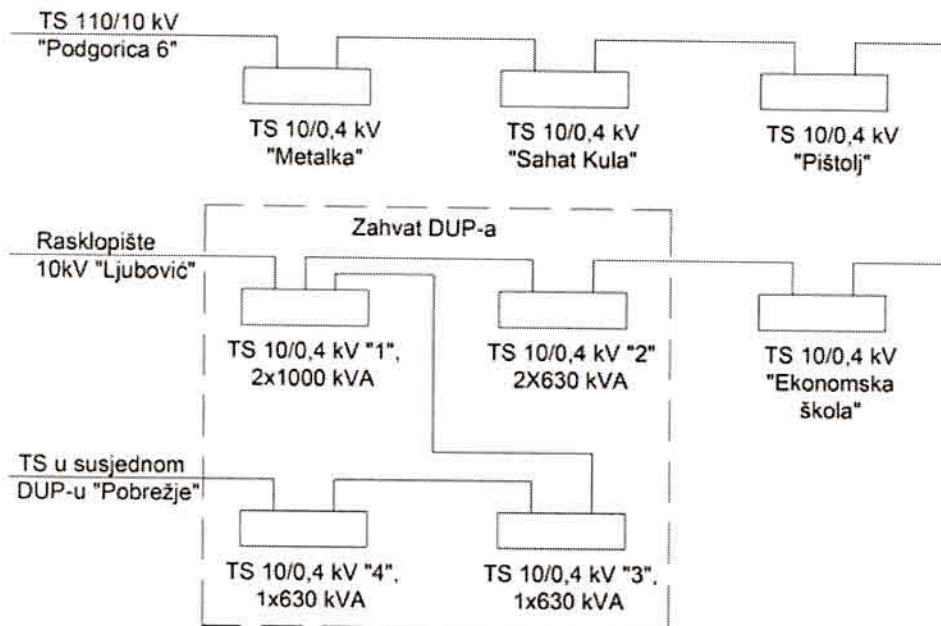 TS 110/10 kV
"Podgorica 6"
TS 10/0,4 kV
"Metalka"
TS 10/0,4 kV
"Sahat Kula"
TS 10/0,4 kV
"Pištolj"
Zahvat DUP-a
Rasklopište
10kV "Ljubović"
TS 10/0,4 kV "1",
2x1000 kVA
TS 10/0,4 kV "2"
2X630 kVA
TS 10/0,4 kV
"Ekonomska
škola"
TS u susjednom
DUP-u "Pobrežje"
TS 10/0,4 kV "4",
1x630 kVA
TS 10/0,4 kV "3",
1x630 kVA